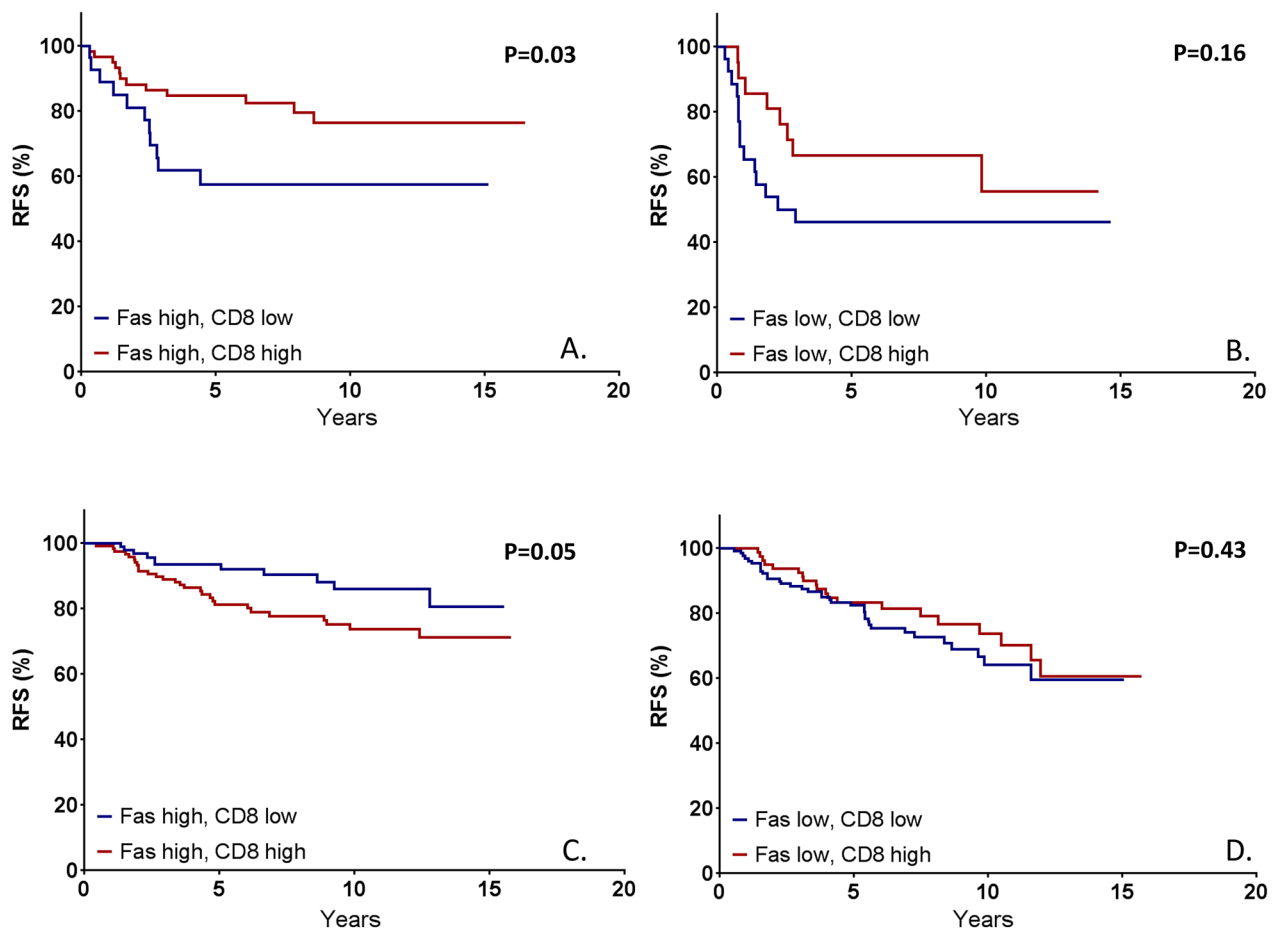 P=0.03
100
80
60
40
20
0
RFS (%)
Fas high, CD8 low
Fas high, CD8 high
A.
0 5 10 15 20
Years
P=0.16
100
80
60
40
20
0
RFS (%)
Fas low, CD8 low
Fas low, CD8 high
B.
0 5 10 15 20
Years
P=0.05
100
80
60
40
20
0
RFS (%)
Fas high, CD8 low
Fas high, CD8 high
C.
0 5 10 15 20
Years
P=0.43
100
80
60
40
20
0
RFS (%)
Fas low, CD8 low
Fas low, CD8 high
D.
0 5 10 15 20
Years